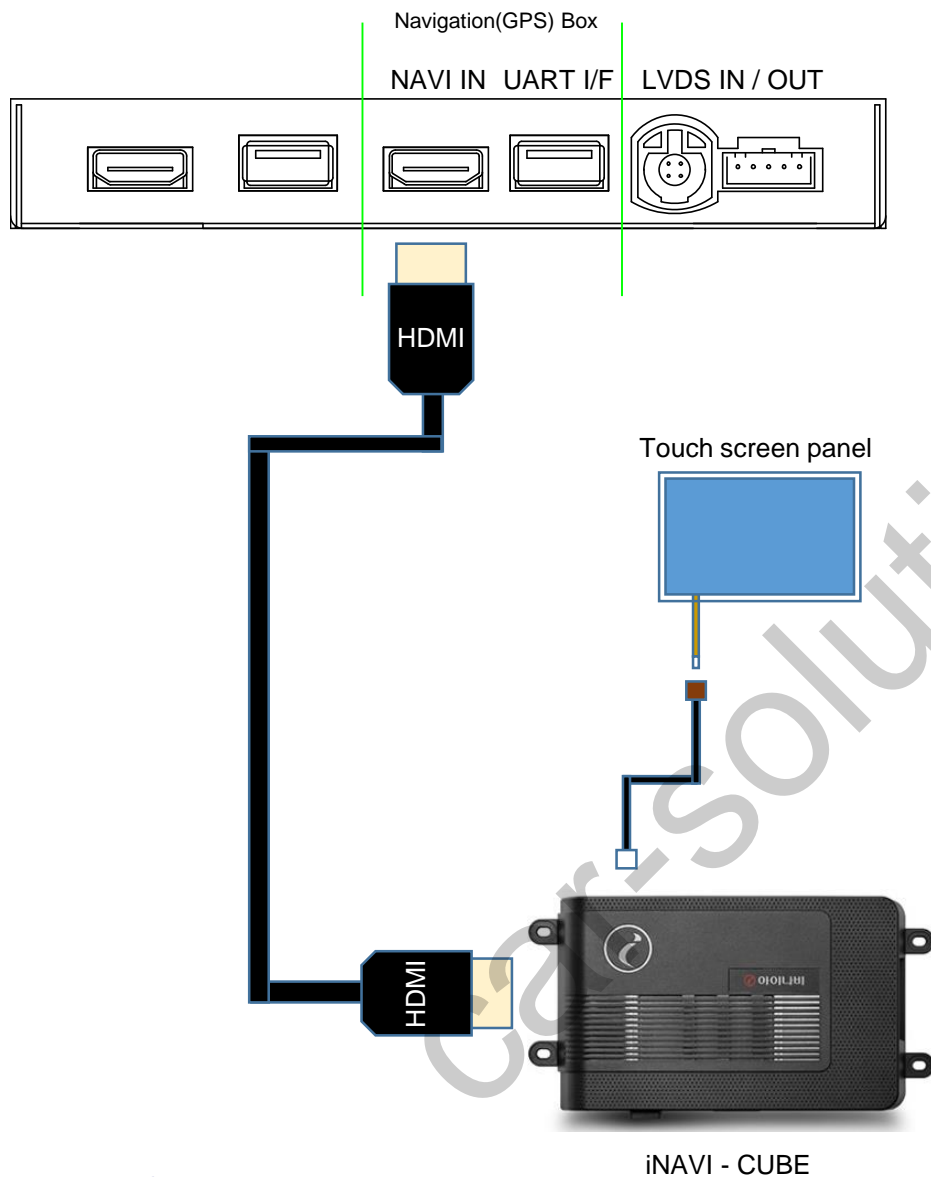 Navigation(GPS) Box
NAVI IN UART I/F LVDS IN / OUT
HDMI
Touch screen panel
car-soluti
아이나비
HDMI
iNAVI - CUBE